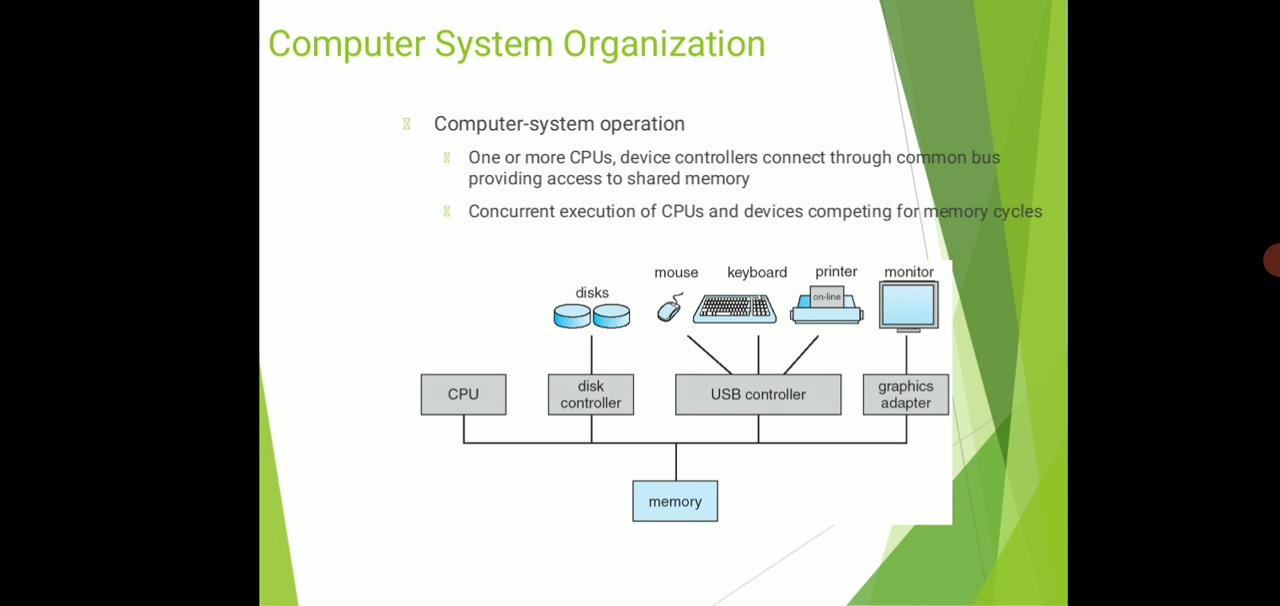 Computer System Organization
Computer-system operation
One or more CPUs, device controllers connect through common bus
providing access to shared memory
Concurrent execution of CPUs and devices competing for memory cycles
mouse
keyboard
printer
monitor
disks
on-line
CPU
disk
controller
USB controller
graphics
adapter
memory